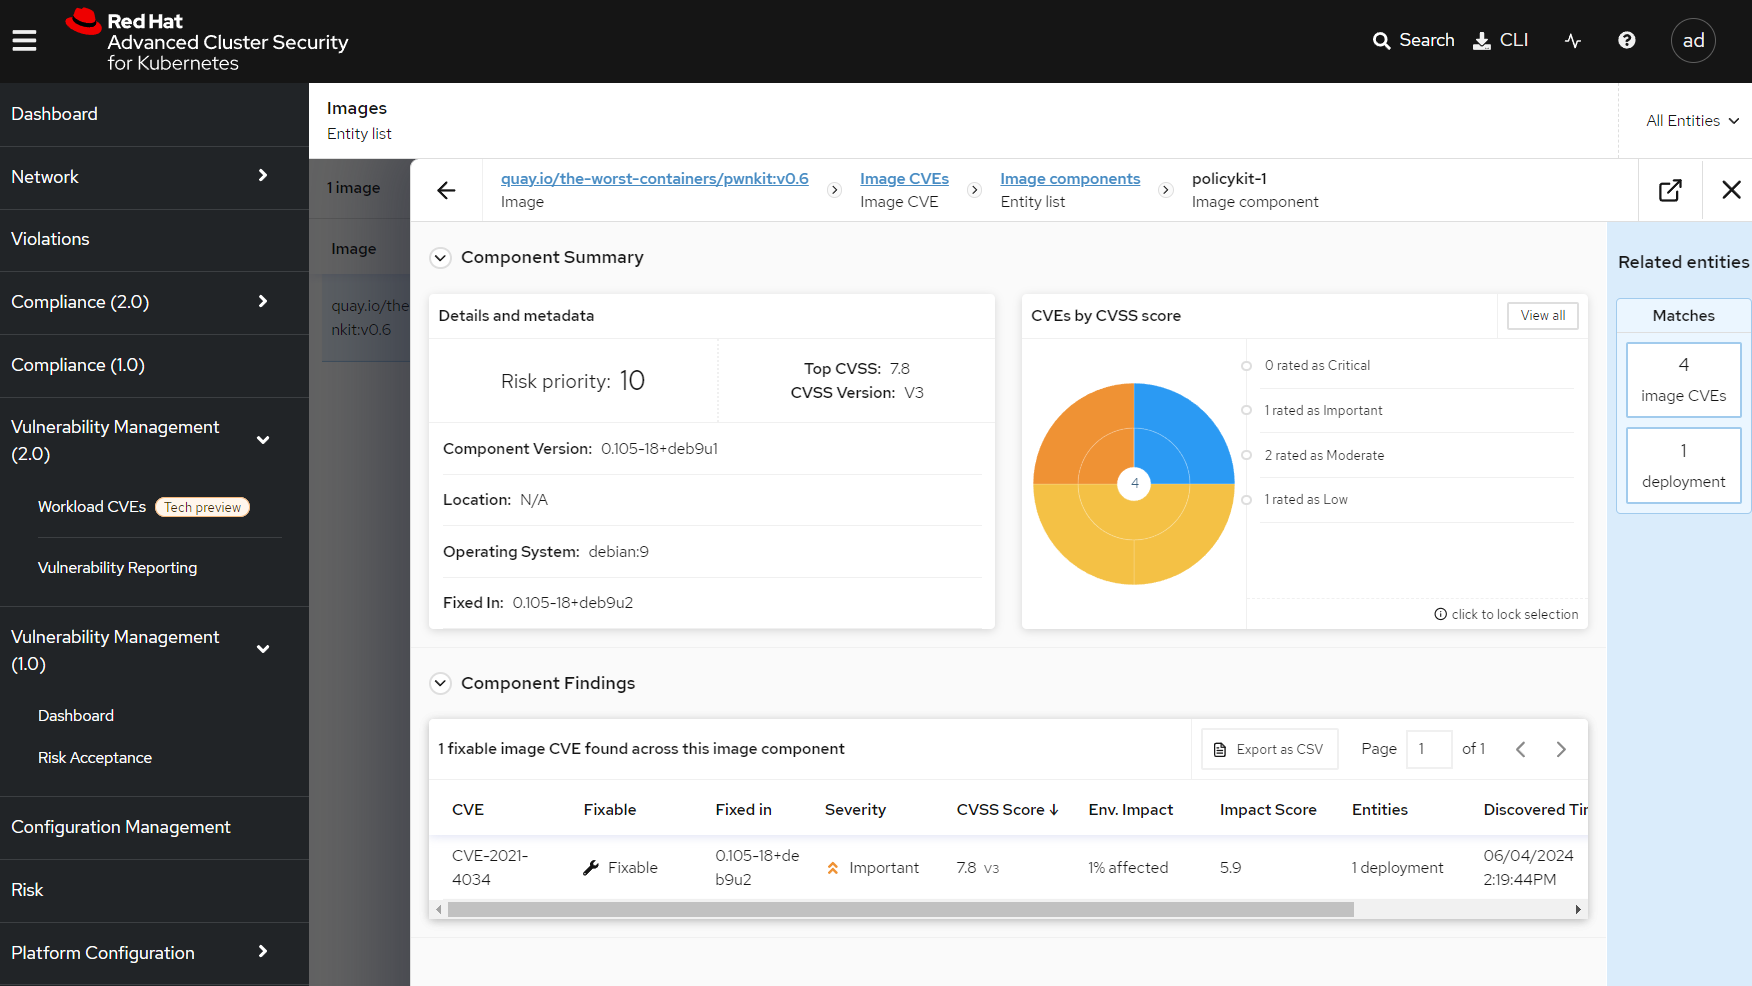 Red Hat
Advanced Cluster Security
for Kubernetes
Search
CLI
ad
Dashboard
Network
Violations
Compliance (2.0)
Compliance (1.0)
Vulnerability Management
(2.0)
Workload CVEs Tech preview
Vulnerability Reporting
Vulnerability Management
(1.0)
Dashboard
Risk Acceptance
Configuration Management
Risk
Platform Configuration
Images
Entity list
All Entities
1 image
Image
quay.io/the
nkit:v0.6
quay.io/the-worst-containers/pwnkit:v0.6
Image
Image CVEs
Image CVE
Image components
Entity list
policykit-1
Image component
Component Summary
Details and metadata
Risk priority: 10
Top CVSS: 7.8
CVSS Version: V3
Component Version: 0.105-18+deb9u1
Location: N/A
Operating System: debian:9
Fixed In: 0.105-18+deb9u2
CVEs by CVSS score
View all
4
0 rated as Critical
1 rated as Important
2 rated as Moderate
1 rated as Low
click to lock selection
Related entities
Matches
4
image CVEs
1
deployment
Component Findings
1 fixable image CVE found across this image component
Export as CSV
Page 1 of 1
CVE Fixable Fixed in Severity CVSS Score Env. Impact Impact Score Entities Discovered Tir
CVE-2021-
4034
Fixable
0.105-18+de
b9u2
Important
7.8 V3
1% affected
5.9
1 deployment
06/04/2024
2:19:44PM